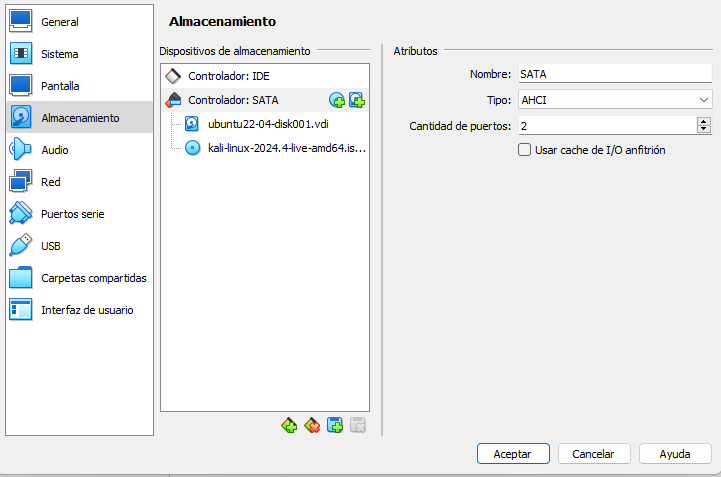 General
Sistema
Pantalla
Almacenamiento
Audio
Red
Puertos serie
USB
Carpetas compartidas
Interfaz de usuario
Almacenamiento
Dispositivos de almacenamiento
Controlador: IDE
Controlador: SATA
ubuntu22-04-disk001.vdi
kali-linux-2024.4-live-amd64.is...
Atributos
Nombre: SATA
Tipo: AHCI
Cantidad de puertos: 2
Usar cache de I/O anfitrión
Aceptar Cancelar Ayuda